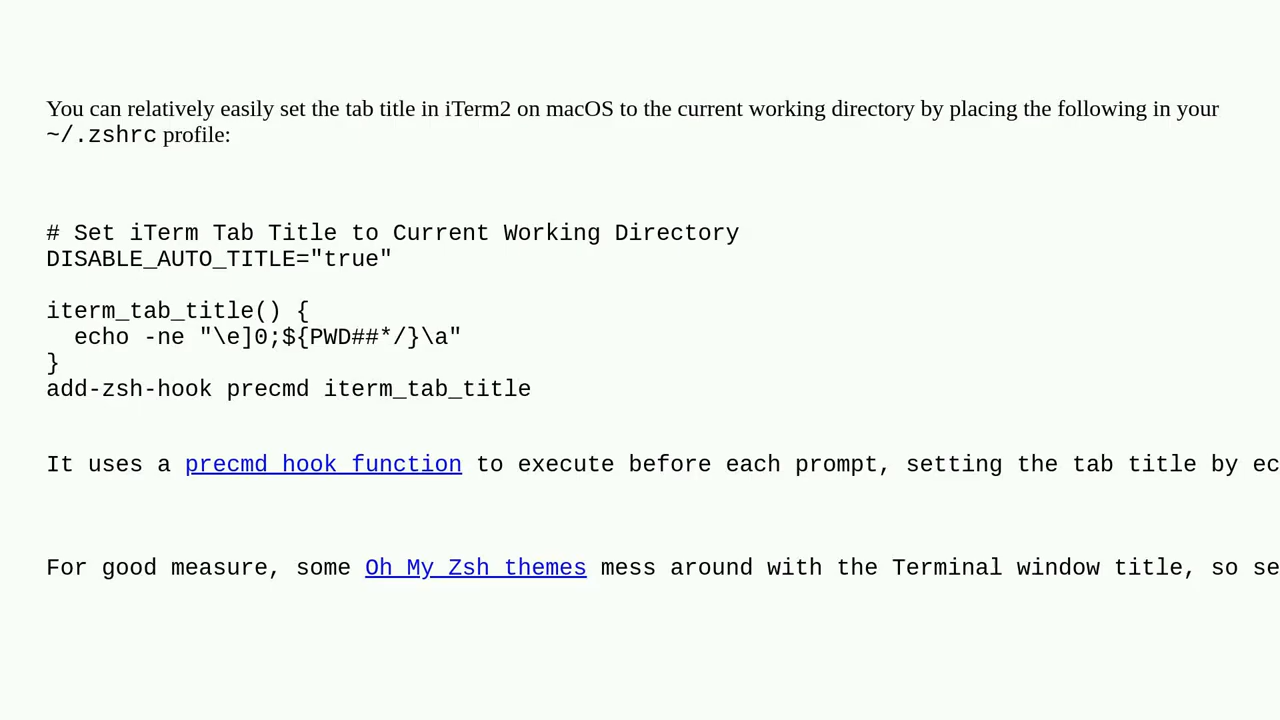 You can relatively easily set the tab title in iTerm2 on macOS to the current working directory by placing the following in your
~/.zshrc profile:
# Set iTerm Tab Title to Current Working Directory
DISABLE_AUTO_TITLE="true"
iterm_tab_title() {
  echo -ne "\e]0;${PWD##*/}\a"
}
add-zsh-hook precmd iterm_tab_title
It uses a precmd hook function to execute before each prompt, setting the tab title by
For good measure, some Oh My Zsh themes mess around with the Terminal window title, so